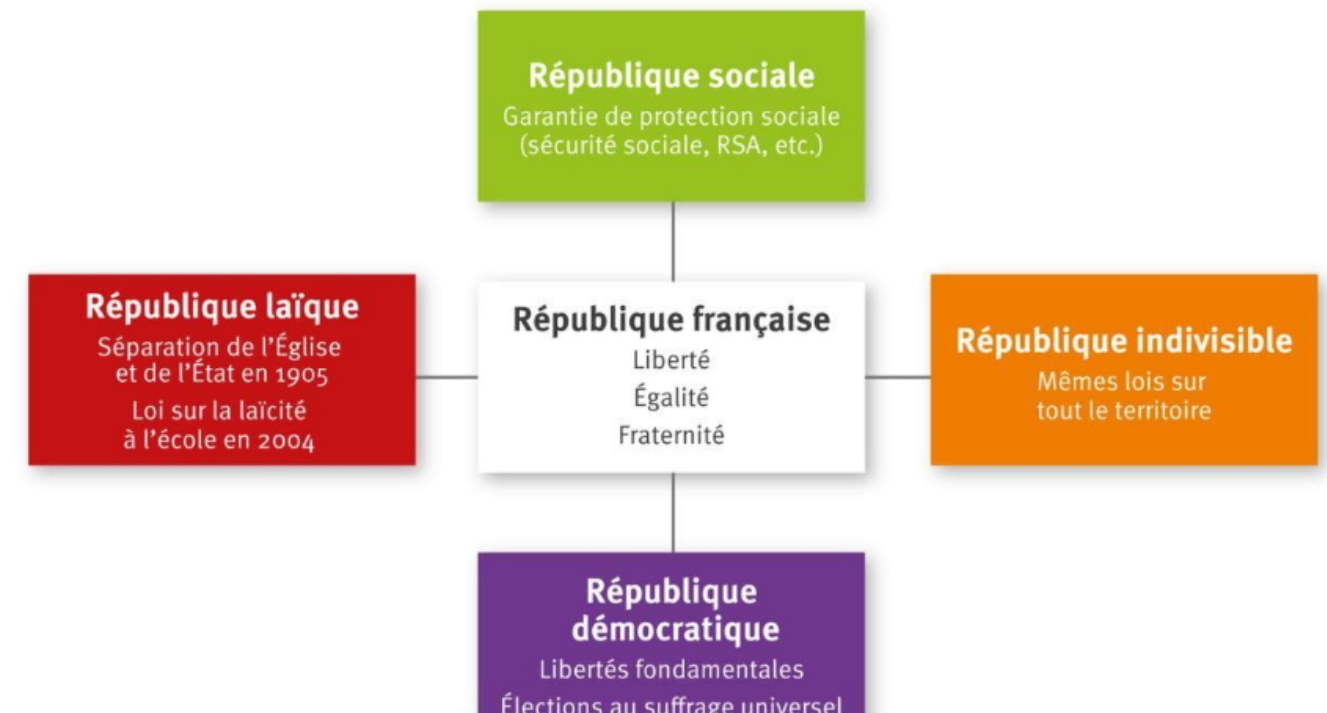 République sociale
Garantie de protection sociale
(sécurité sociale, RSA, etc.)
République laïque
Séparation de l’Église
et de l’État en 1905
Loi sur la laïcité
à l’école en 2004
République française
Liberté
Égalité
Fraternité
République indivisible
Mêmes lois sur
tout le territoire
République
démocratique
Libertés fondamentales
Élections au suffrage universel